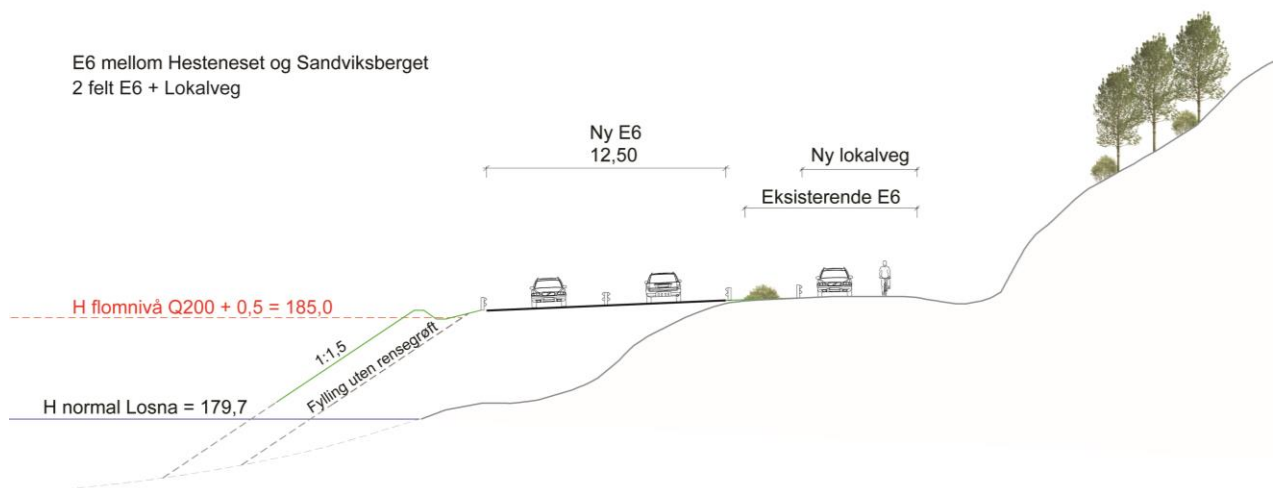 E6 mellom Hesteneset og Sandviksberget
2 felt E6 + Lokalveg
Ny E6
12,50
Ny lokalveg
Eksisterende E6
H flomnivå Q200 + 0,5 = 185,0
1:1,5
Fylling uten rensegrøft
H normal Losna = 179,7